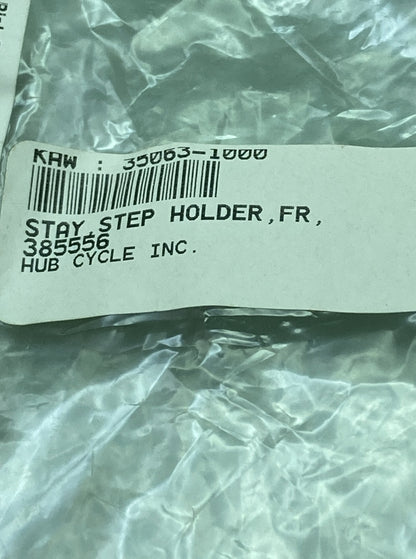 KAW : 35063-1000
STAY,STEP HOLDER,FR,
385556
HUB CYCLE INC.